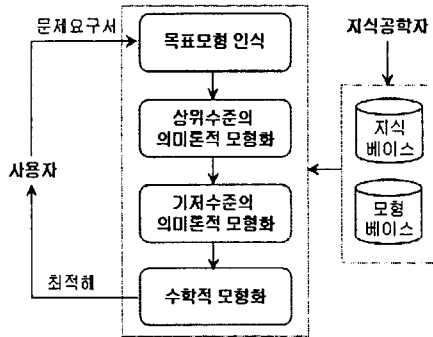 문제요구서
목표모형 인식
지식공학자
상위수준의
의미론적 모형화
지식
베이스
사용자
기저수준의
의미론적 모형화
모형
베이스
최적해
수학적 모형화